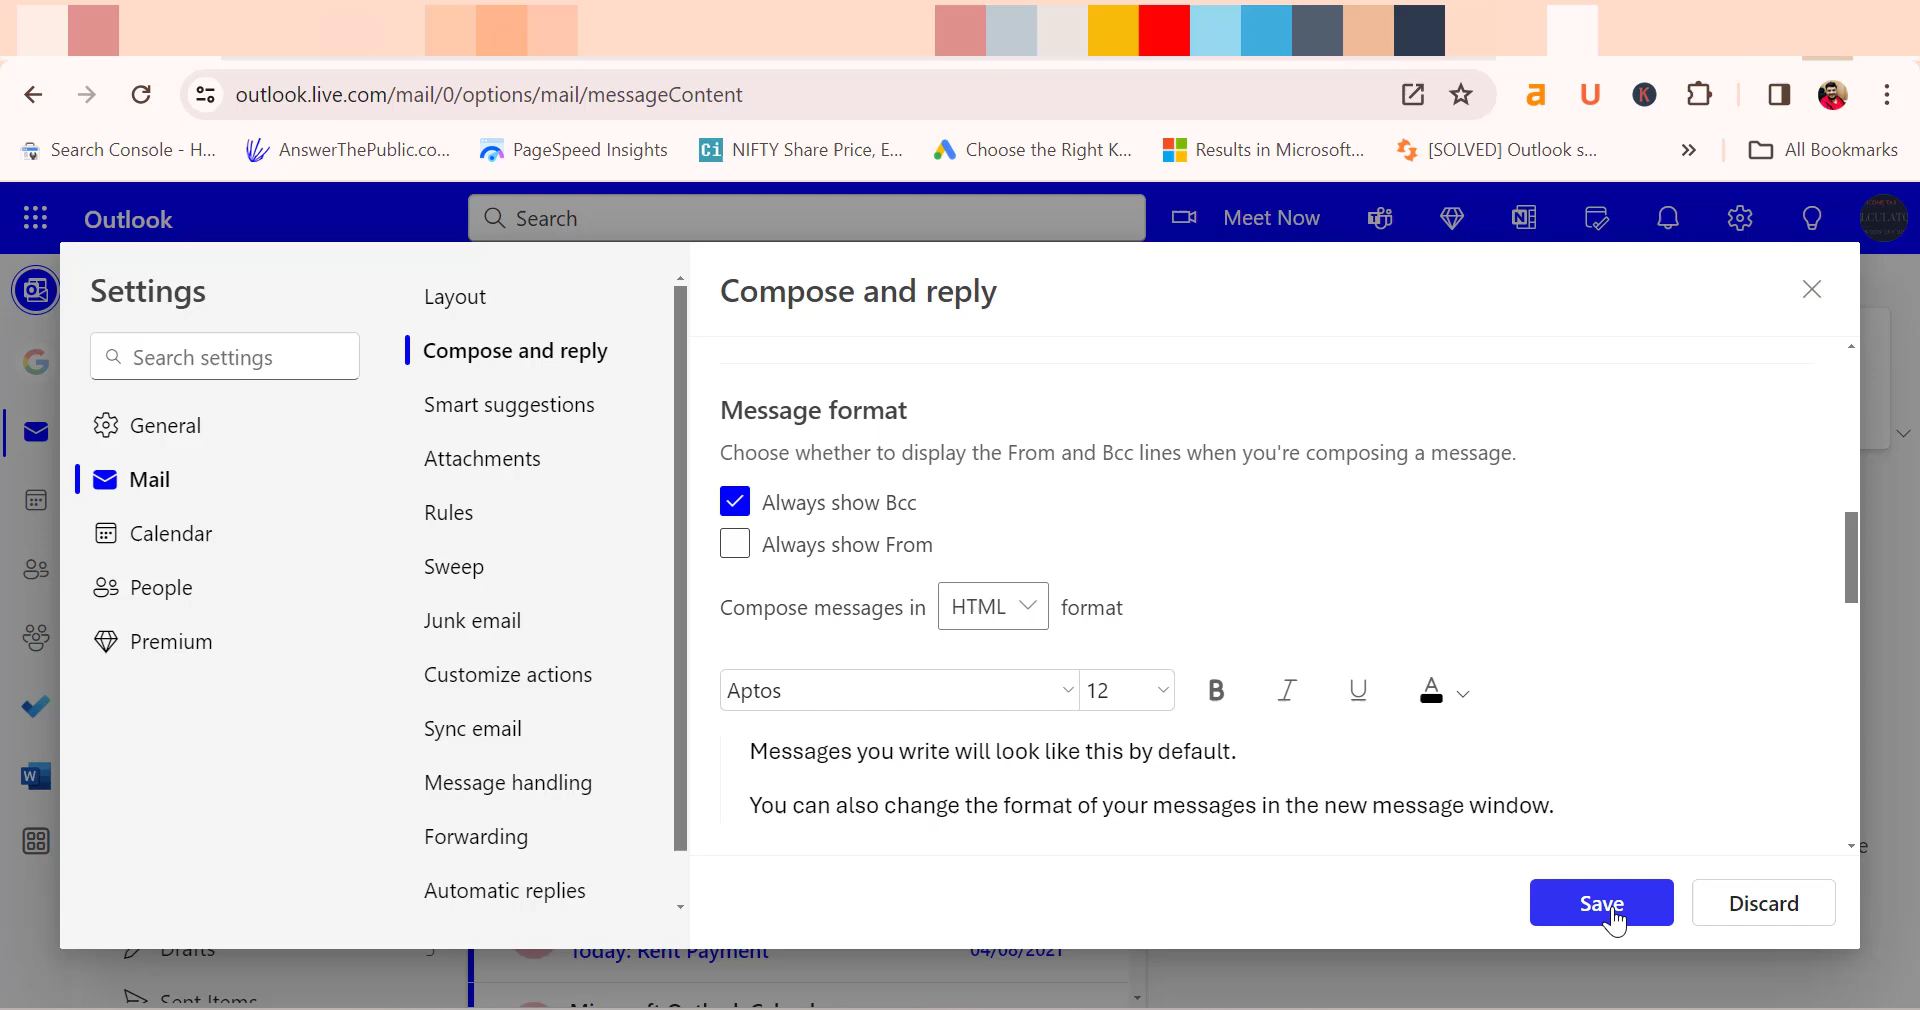 outlook.live.com/mail/0/options/mail/messageContent
Search Console - H...
AnswerThePublic.co...
PageSpeed Insights
Ci
NIFTY Share Price, E...
Choose the Right K...
Results in Microsoft...
[SOLVED] Outlook s...
»
All Bookmarks
Outlook
Search
Meet Now
Settings
Search settings
General
Mail
Calendar
People
Premium
Layout
Compose and reply
Smart suggestions
Attachments
Rules
Sweep
Junk email
Customize actions
Sync email
Message handling
Forwarding
Automatic replies
Compose and reply
Message format
Choose whether to display the From and Bcc lines when you're composing a message.
Always show Bcc
Always show From
Compose messages in HTML format
Aptos 12 B I U A
Messages you write will look like this by default.
You can also change the format of your messages in the new message window.
Save
Discard
Drafts
Today: Rent Payment
04/08/2021
Sent Items